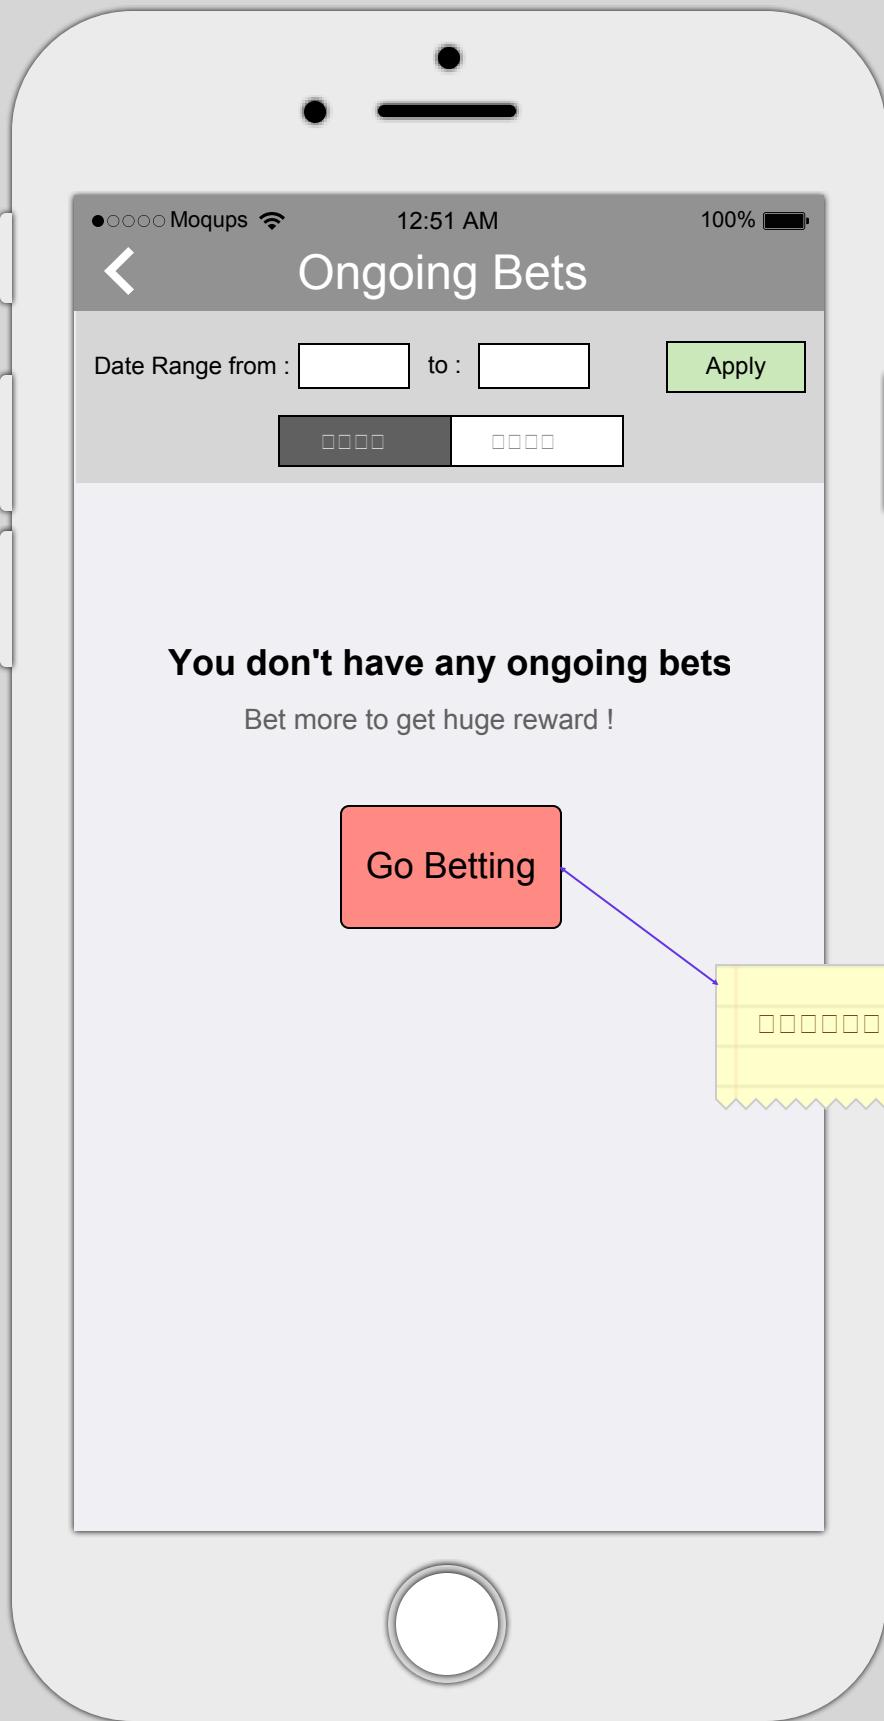 Moqups 12:51 AM 100%
Ongoing Bets
Date Range from : to : Apply
You don't have any ongoing bets
Bet more to get huge reward !
Go Betting